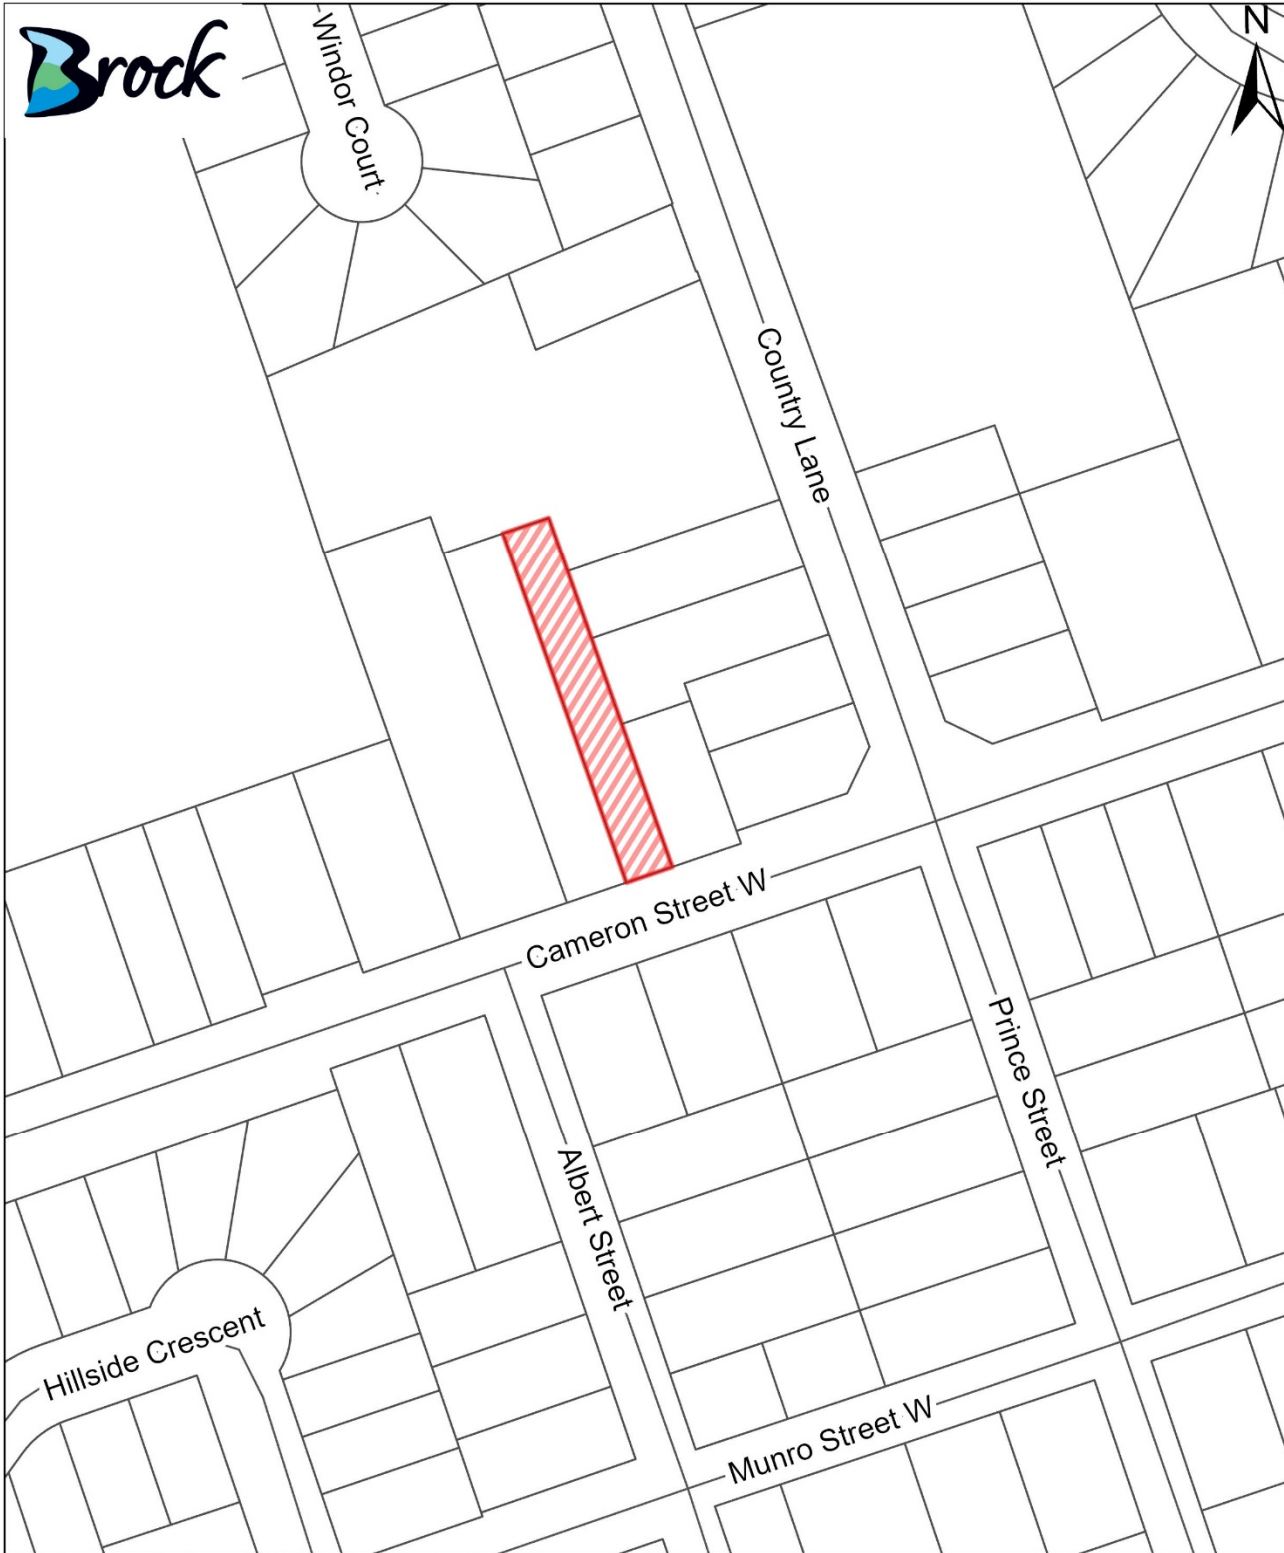 Brock
Windor Court
N
Country Lane
Cameron Street W
Prince Street
Albert Street
Hillside Crescent
Munro Street W